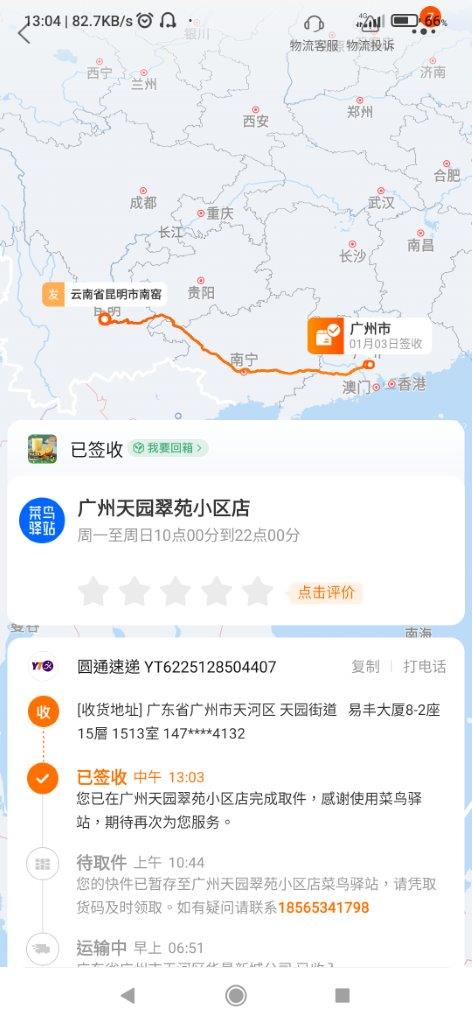 13:04 | 82.7KB/s
4G
66%
7
物流客服 物流投诉
银川
西宁
兰州
济南
郑州
西安
合肥
成都
重庆
武汉
长江
南昌
长沙
发 云南省昆明市南窑
贵阳
昆明
广州市
01月03日签收
南宁
澳门
香港
已签收 我要回箱 >
菜鸟驿站
广州天园翠苑小区店
周一至周日10点00分到22点00分
点击评价
曼谷
南海
YTO 圆通速递 YT6225128504407 复制 | 打电话
收 [收货地址] 广东省广州市天河区 天园街道 易丰大厦8-2座
15層 1513室 147****4132
已签收 中午 13:03
您已在广州天园翠苑小区店完成取件，感谢使用菜鸟驿
站，期待再次为您服务。
待取件 上午 10:44
您的快件已暂存至广州天园翠苑小区店菜鸟驿站，请凭取
货码及时领取。如有疑问请联系18565341798
运输中 早上 06:51